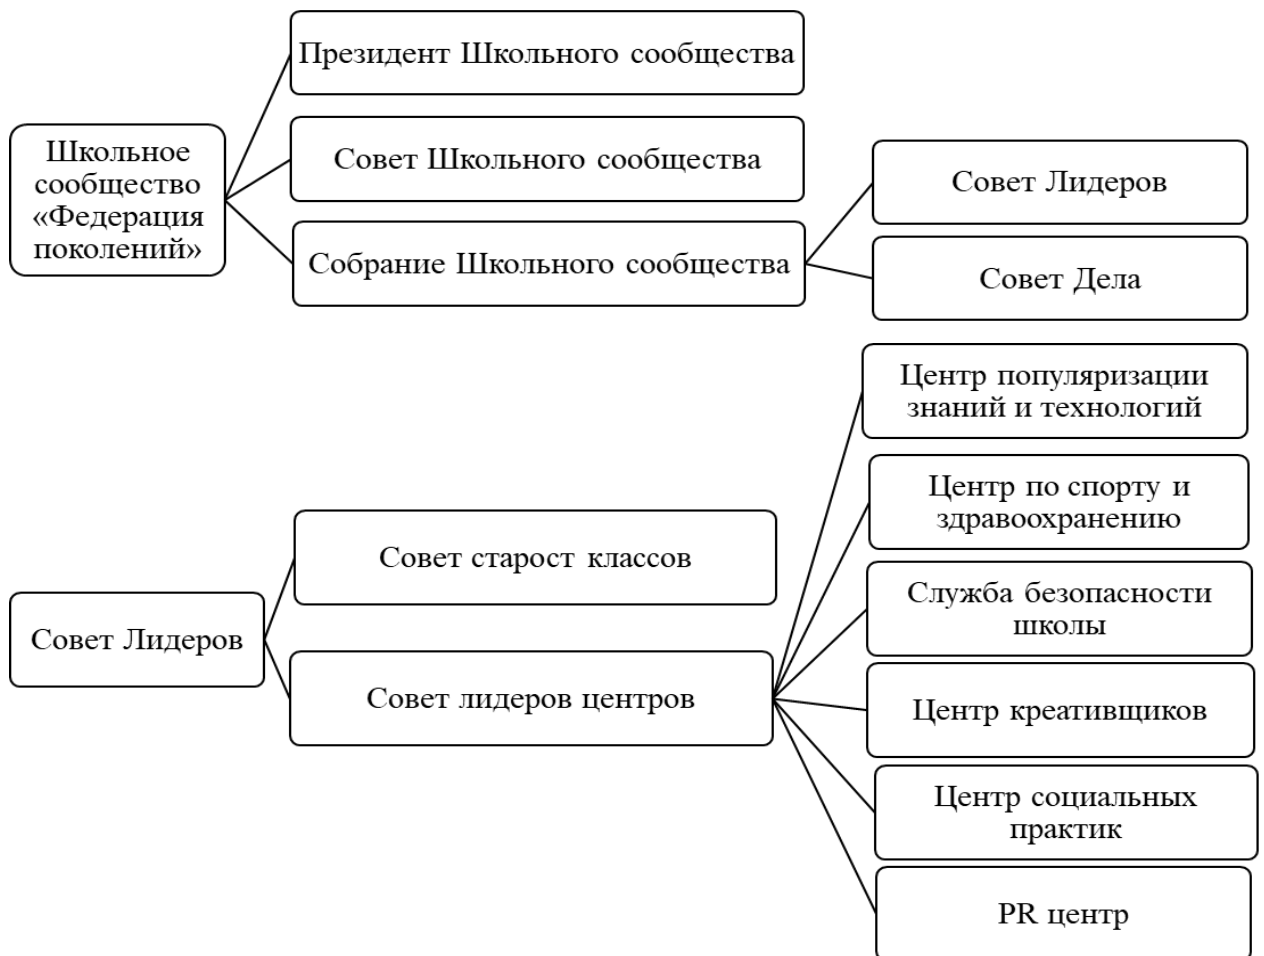 Президент Школьного сообщества
Школьное
сообщество
«Федерация
поколений»
Совет Школьного сообщества
Собрание Школьного сообщества
Совет Лидеров
Совет Дела
Центр популяризации
знаний и технологий
Центр по спорту и
здравоохранению
Совет старост классов
Служба безопасности
школы
Совет Лидеров
Совет лидеров центров
Центр креативщиков
Центр социальных
практик
PR центр